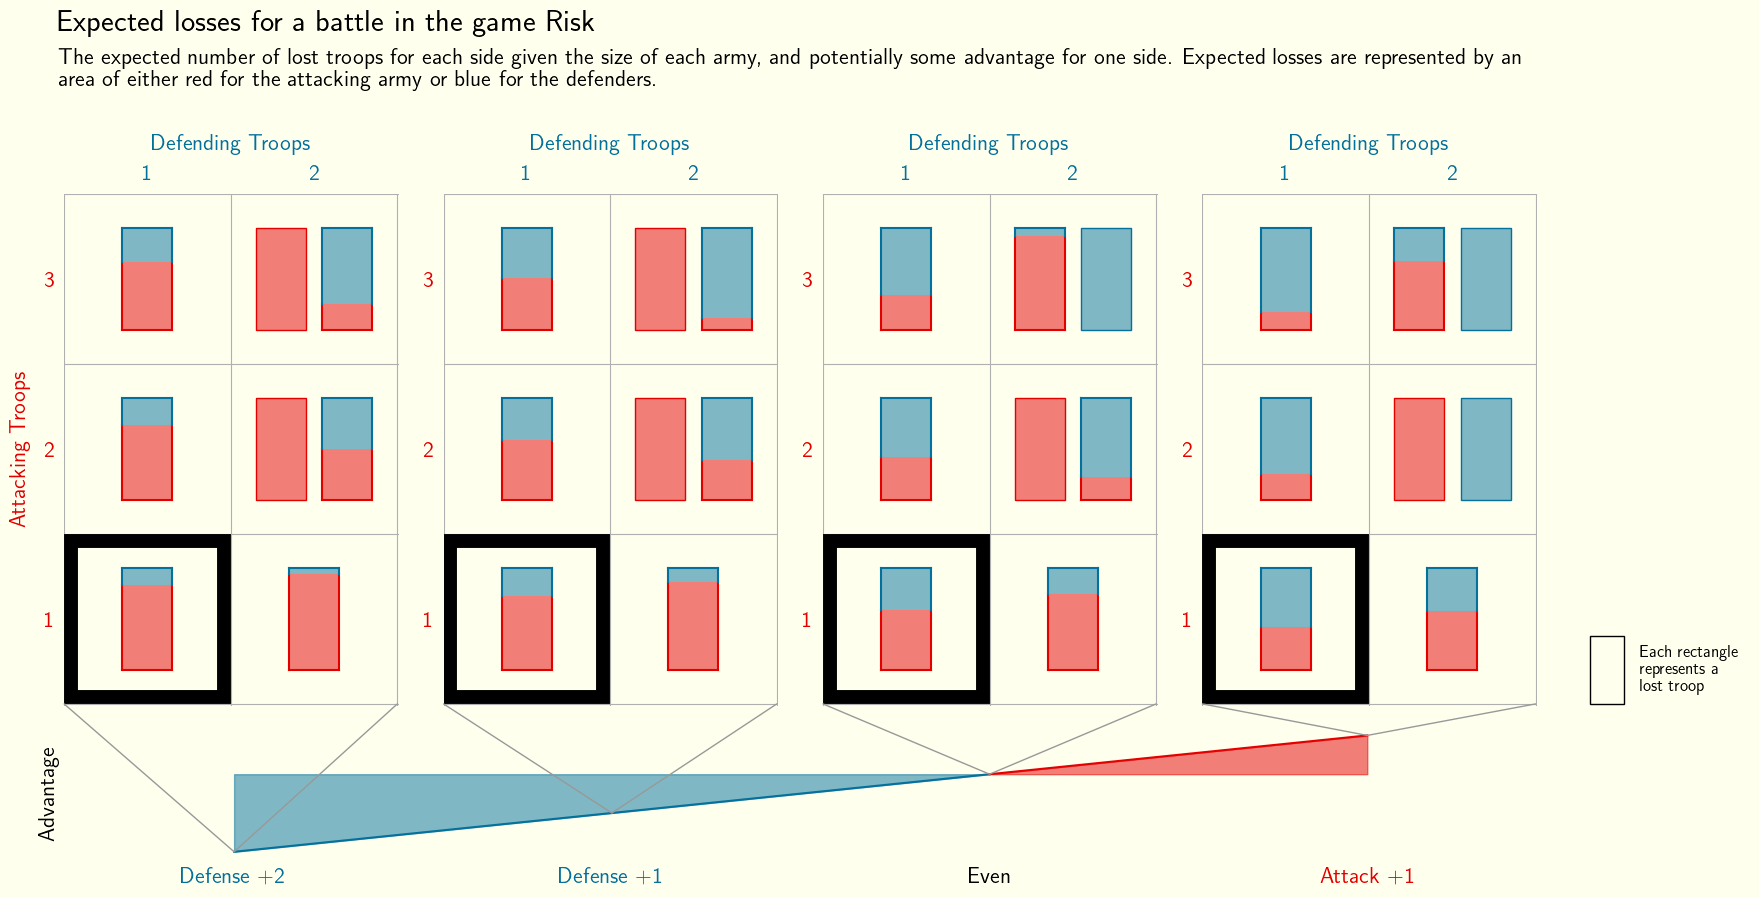 Expected losses for a battle in the game Risk
The expected number of lost troops for each side given the size of each army, and potentially some advantage for one side. Expected losses are represented by an
area of either red for the attacking army or blue for the defenders.
Defending Troops Defending Troops Defending Troops Defending Troops
1 2 1 2 1 2 1 2
3 3 3 3
Attacking Troops
2 2 2 2
1 1 1 1
Each rectangle
represents a
lost troop
Advantage
Defense +2 Defense +1 Even Attack +1